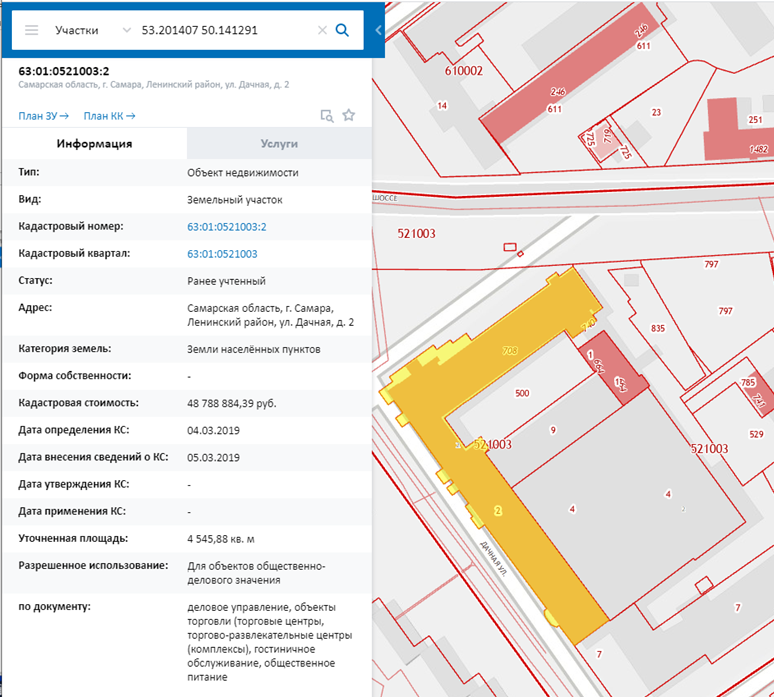 Участки
53.201407 50.141291
63:01:0521003:2
Самарская область, г. Самара, Ленинский район, ул. Дачная, д. 2
План ЗУ →
План КК →
Информация
Услуги
Тип:
Объект недвижимости
Вид:
Земельный участок
Кадастровый номер:
63:01:0521003:2
Кадастровый квартал:
63:01:0521003
Статус:
Ранее учтенный
Адрес:
Самарская область, г. Самара,
Ленинский район, ул. Дачная, д. 2
Категория земель:
Земли населённых пунктов
Форма собственности:
-
Кадастровая стоимость:
48 788 884,39 руб.
Дата определения КС:
04.03.2019
Дата внесения сведений о КС:
05.03.2019
Дата утверждения КС:
-
Дата применения КС:
-
Уточненная площадь:
4 545,88 кв. м
Разрешенное использование:
Для объектов общественно-
делового значения
по документу:
деловое управление, объекты
торговли (торговые центры,
торгово-развлекательные центры
(комплексы), гостиничное
обслуживание, общественное
питание
246
611
610002
246
14
611
23
251
725
719
725
1482
ШОССЕ
521003
797
797
708
835
1
664
500
785
741
9
529
521003
521003
4
4
2
ДАЧНАЯ УЛ.
7
7